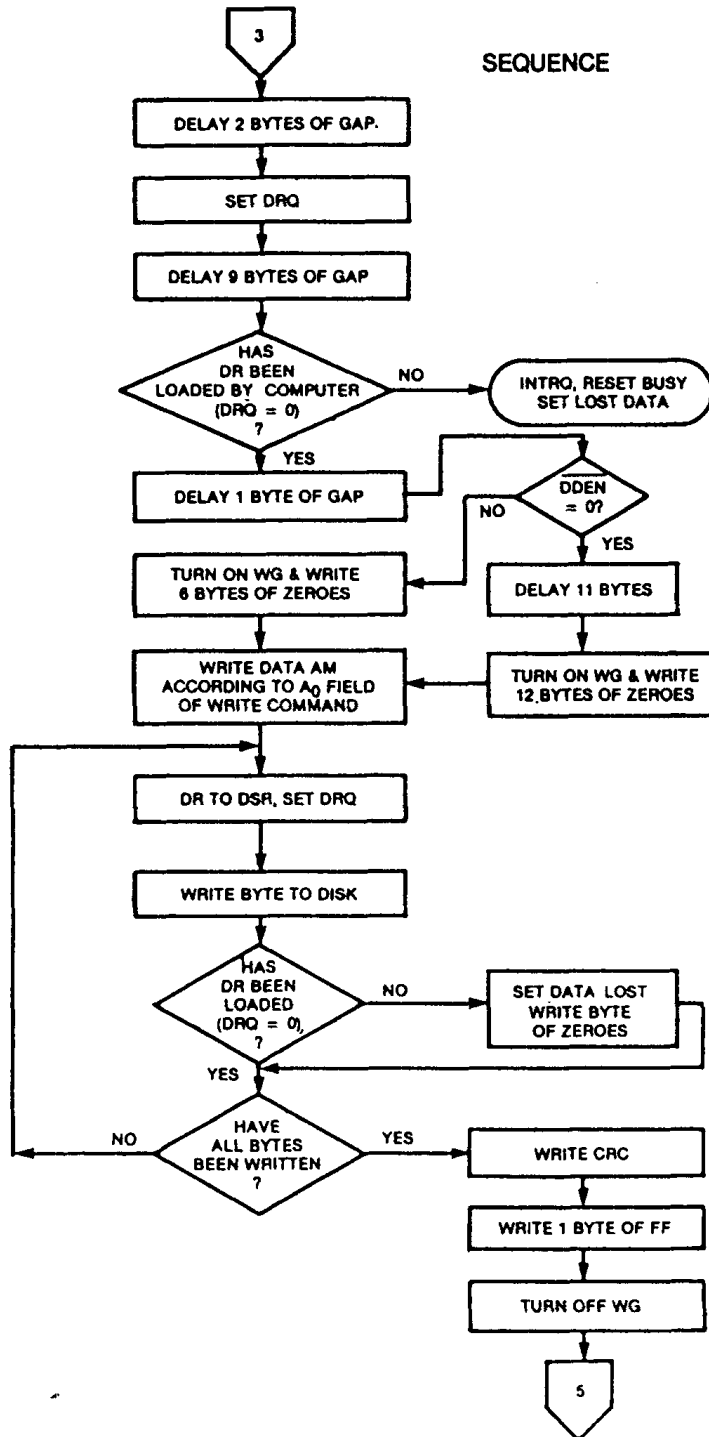 3
SEQUENCE
DELAY 2 BYTES OF GAP.
SET DRQ
DELAY 9 BYTES OF GAP
HAS
DR BEEN
LOADED BY COMPUTER
(DRQ = 0)
?
NO
INTRQ, RESET BUSY
SET LOST DATA
YES
DELAY 1 BYTE OF GAP
DDEN
= 0?
NO
YES
TURN ON WG & WRITE
6 BYTES OF ZEROES
DELAY 11 BYTES
WRITE DATA AM
ACCORDING TO A0 FIELD
OF WRITE COMMAND
TURN ON WG & WRITE
12 BYTES OF ZEROES
DR TO DSR, SET DRQ
WRITE BYTE TO DISK
HAS
DR BEEN
LOADED
(DRQ = 0),
?
NO
SET DATA LOST
WRITE BYTE
OF ZEROES
YES
HAVE
ALL BYTES
BEEN WRITTEN
?
NO
YES
WRITE CRC
WRITE 1 BYTE OF FF
TURN OFF WG
5